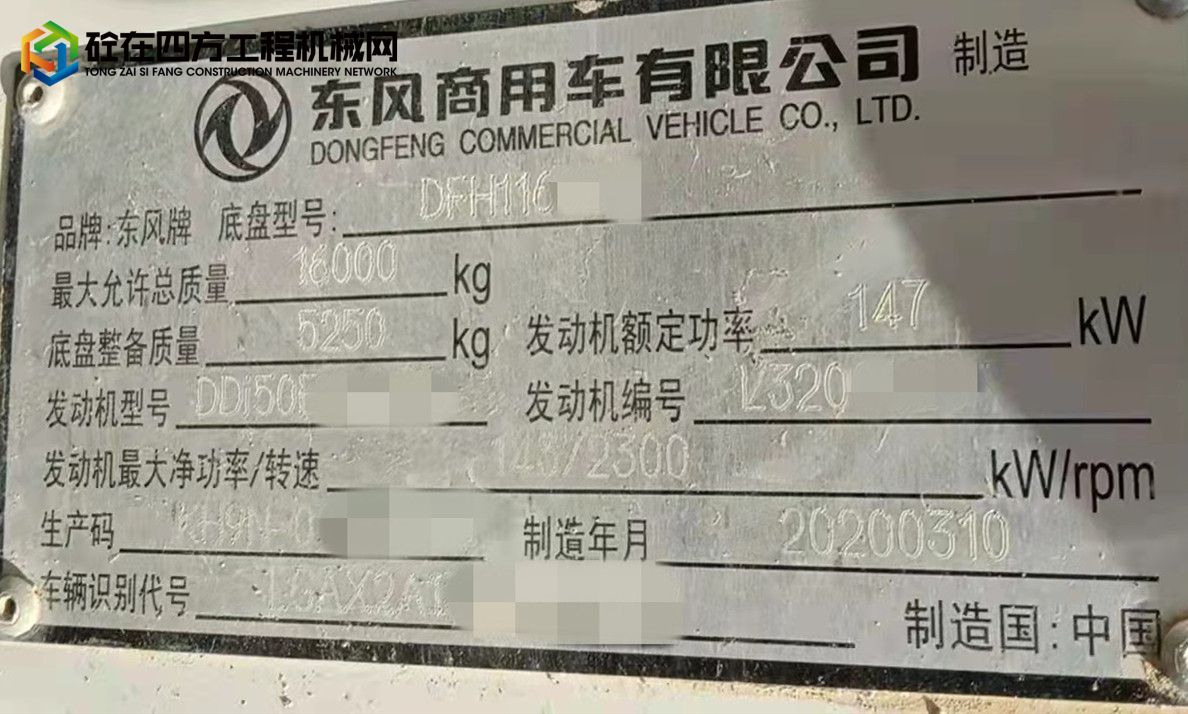 砼在四方工程机械网
TONG ZAI SI FANG CONSTRUCTION MACHINERY NETWORK
东风商用车有限公司 制造
DONGFENG COMMERCIAL VEHICLE CO., LTD.
品牌:东风牌 底盘型号: DFH116
最大允许总质量 16000 kg
底盘整备质量 5250 kg 发动机额定功率 147 kW
发动机型号 DDi50 发动机编号 L320
发动机最大净功率/转速 143/2300 kW/rpm
生产码 制造年月 20200310
车辆识别代号 LGAX2A1
制造国:中国